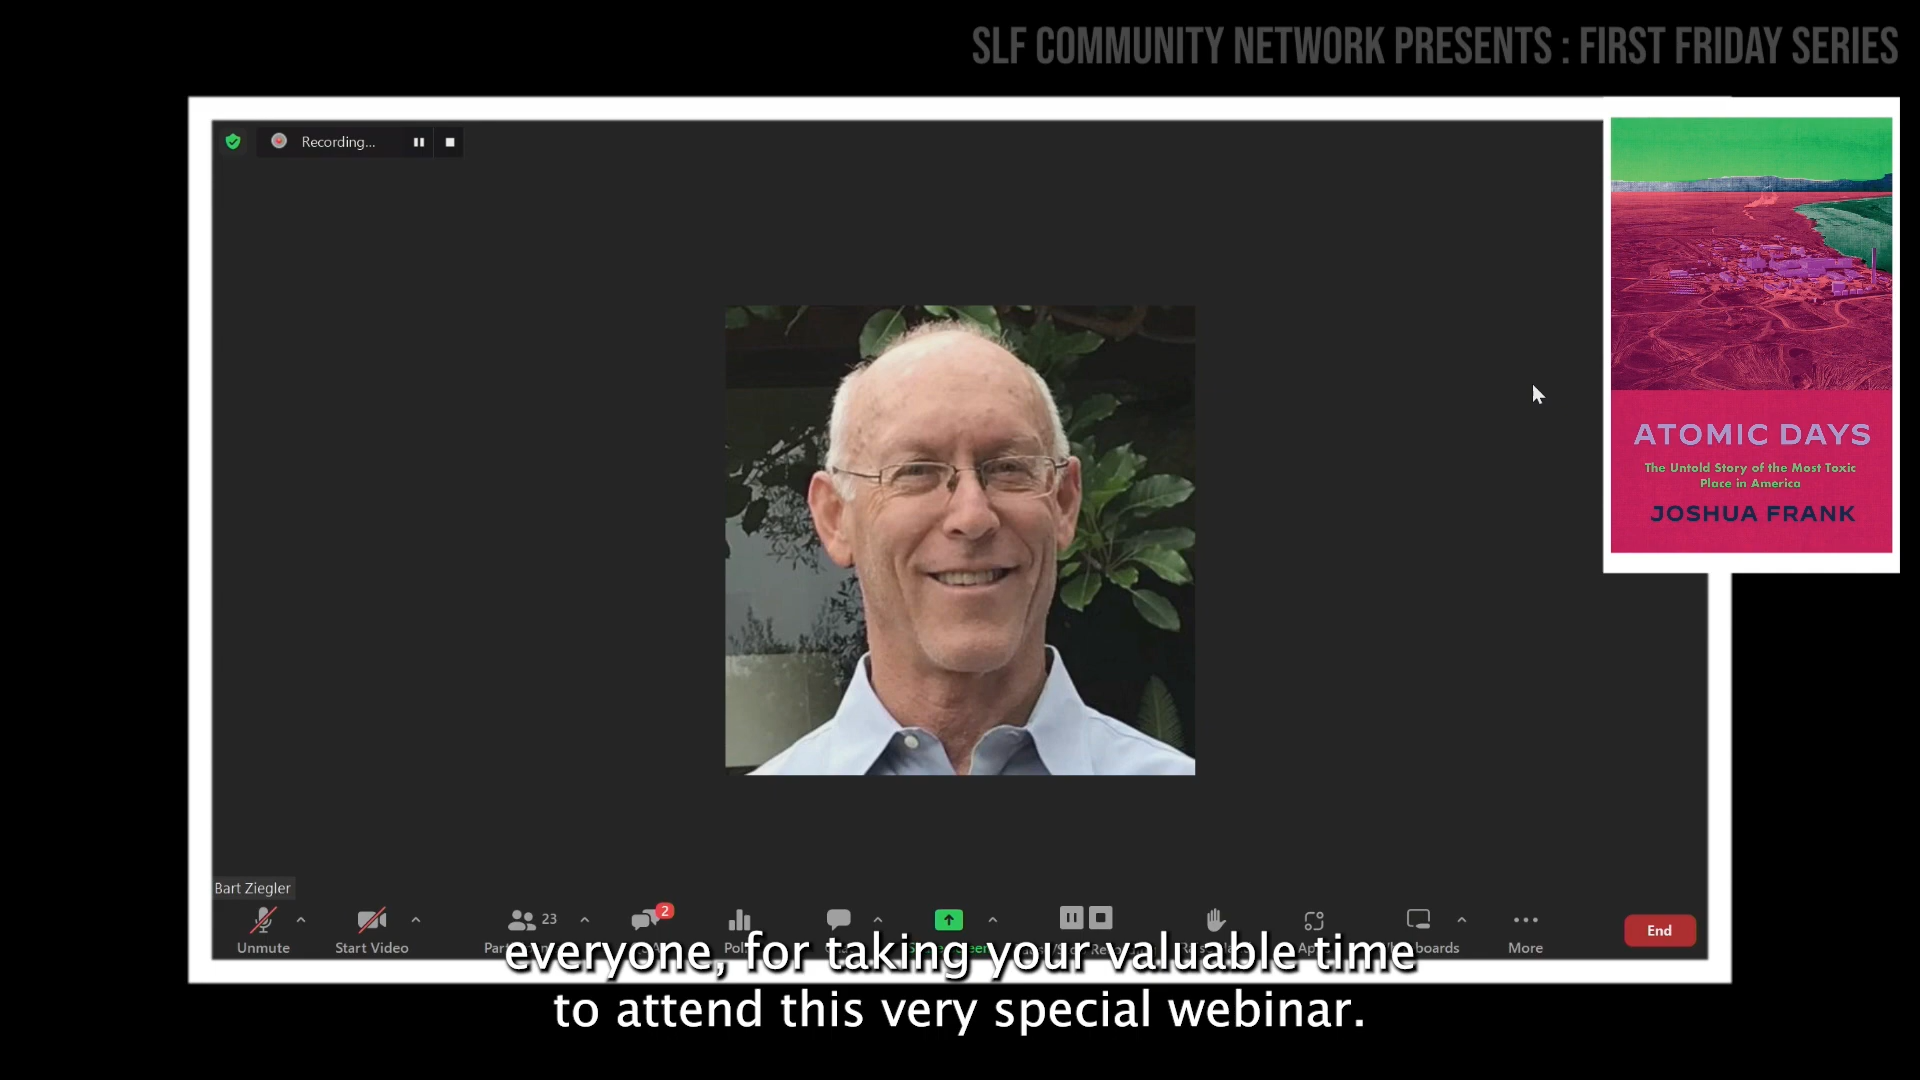 SLF COMMUNITY NETWORK PRESENTS : FIRST FRIDAY SERIES
Recording...
ATOMIC DAYS
The Untold Story of the Most Toxic
Place in America
JOSHUA FRANK
Bart Ziegler
23
2
Unmute
Start Video
More
End
everyone, for taking your valuable time
to attend this very special webinar.